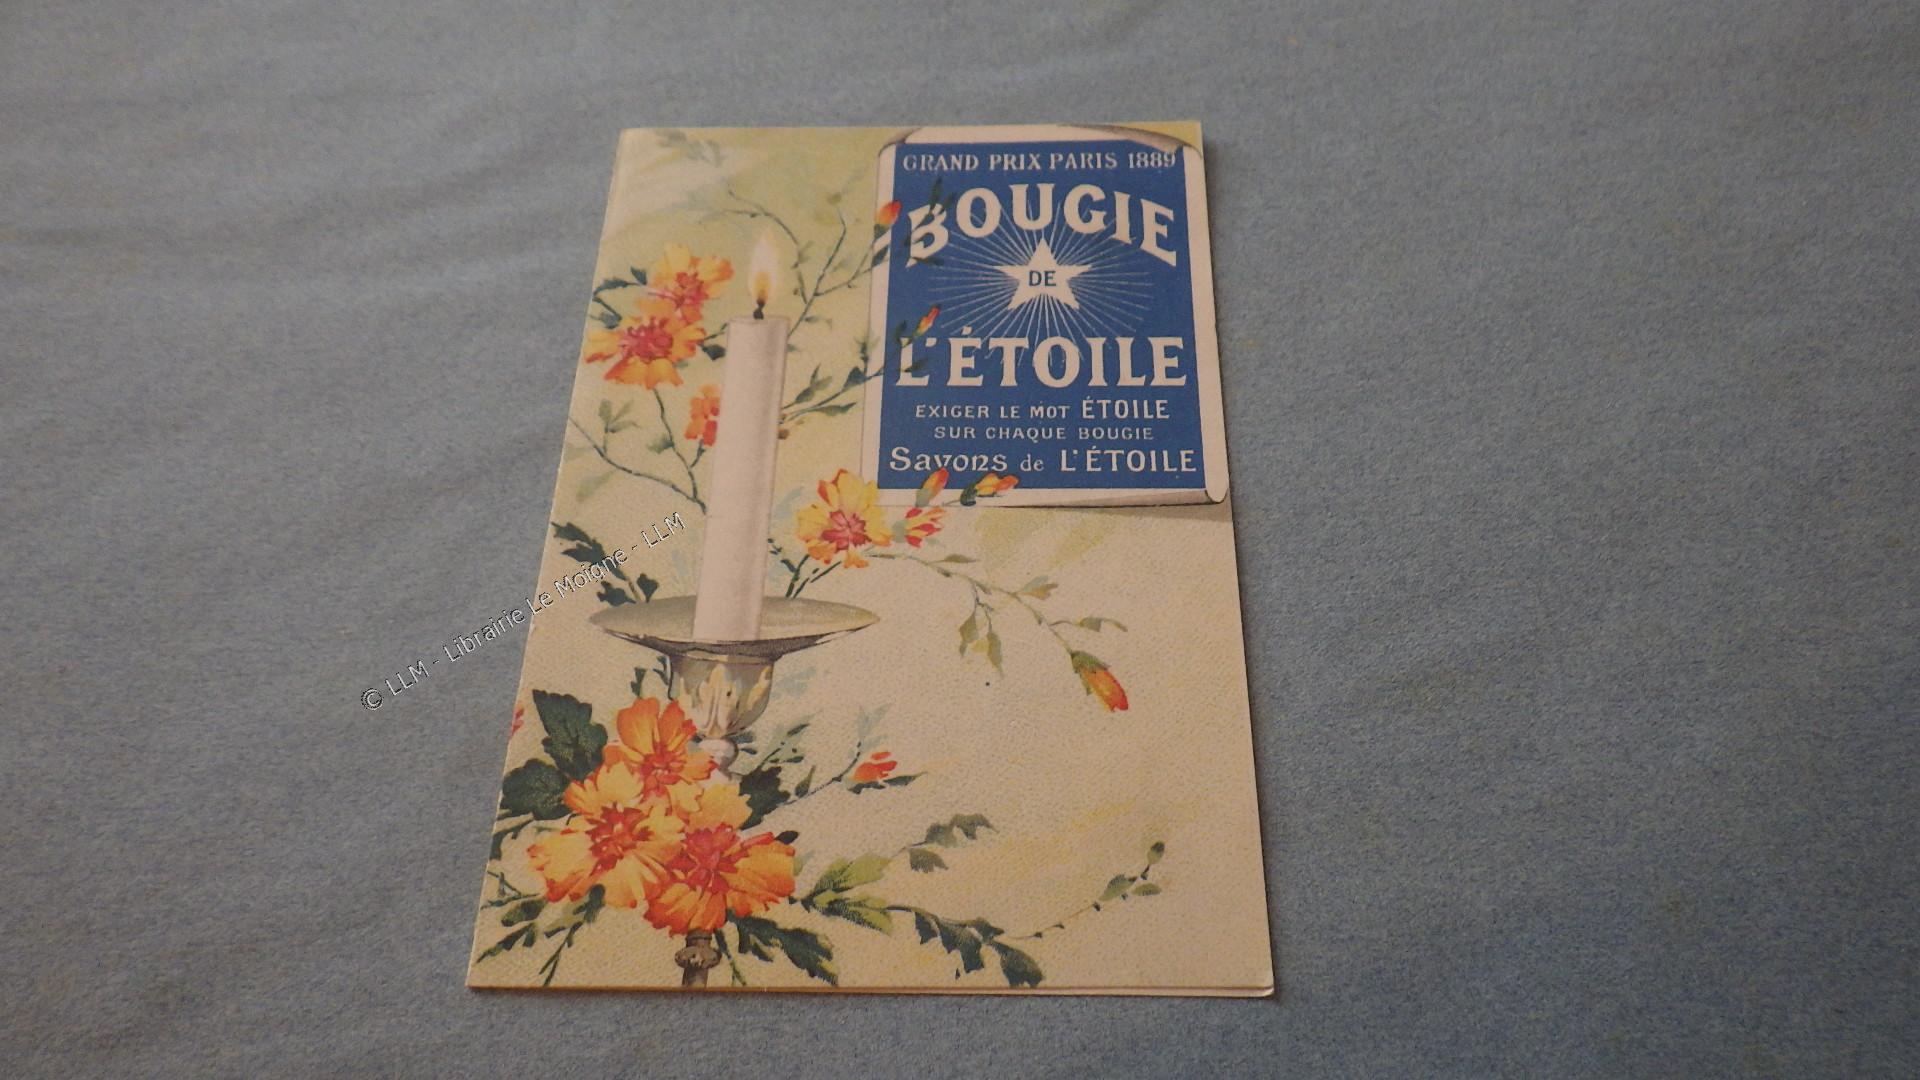 GRAND PRIX PARIS 1889
BOUGIE
DE
L'ÉTOILE
EXIGER LE MOT ÉTOILE
SUR CHAQUE BOUGIE
Savons de L'ÉTOILE
© LLM - Librairie Le Moigne - LLM